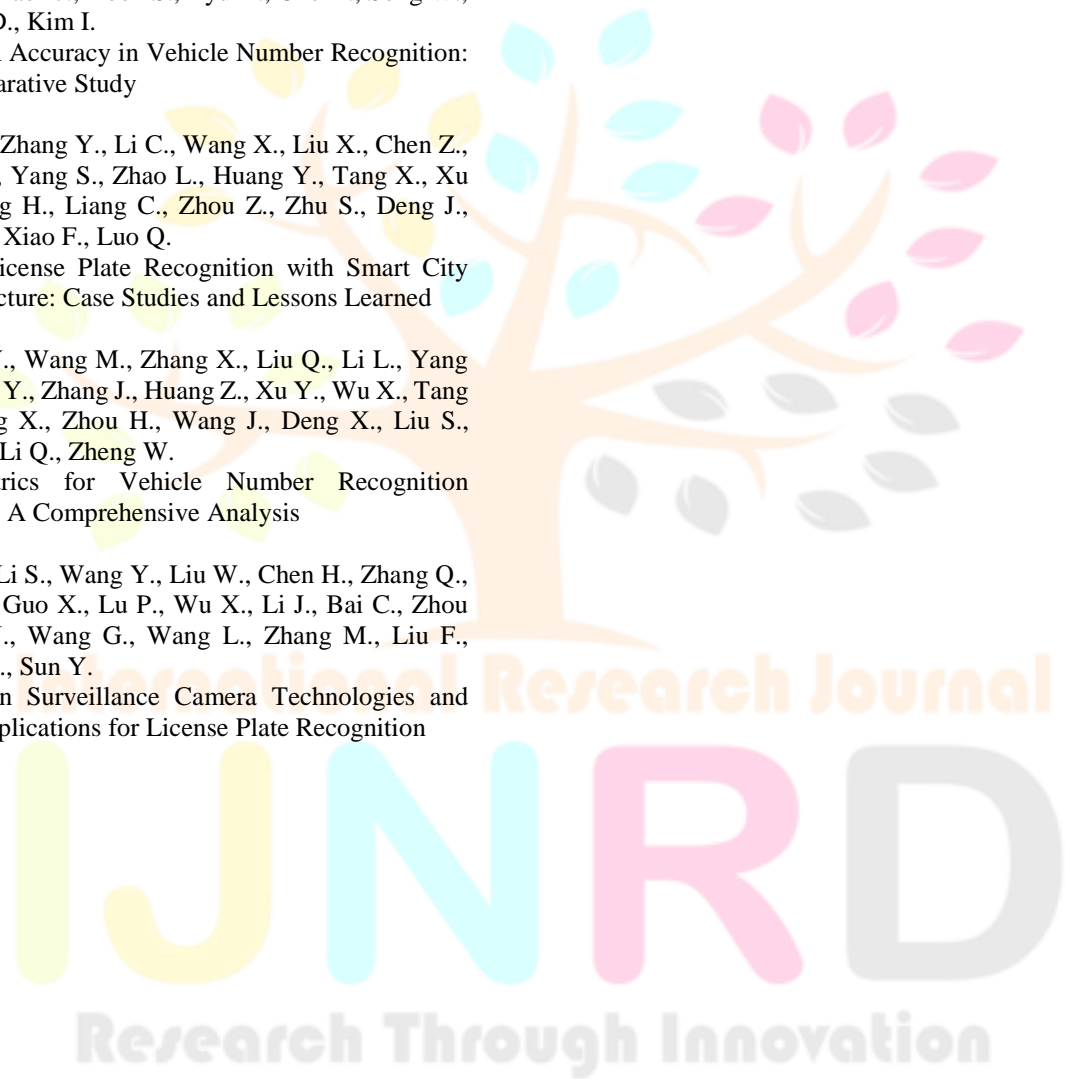 D., Kim I.
Accuracy in Vehicle Number Recognition:
arative Study
Zhang Y., Li C., Wang X., Liu X., Chen Z.,
, Yang S., Zhao L., Huang Y., Tang X., Xu
g H., Liang C., Zhou Z., Zhu S., Deng J.,
Xiao F., Luo Q.
icense Plate Recognition with Smart City
cture: Case Studies and Lessons Learned
Y., Wang M., Zhang X., Liu Q., Li L., Yang
Y., Zhang J., Huang Z., Xu Y., Wu X., Tang
g X., Zhou H., Wang J., Deng X., Liu S.,
Li Q., Zheng W.
rics for Vehicle Number Recognition
A Comprehensive Analysis
Li S., Wang Y., Liu W., Chen H., Zhang Q.,
Guo X., Lu P., Wu X., Li J., Bai C., Zhou
Y., Wang G., Wang L., Zhang M., Liu F.,
., Sun Y.
n Surveillance Camera Technologies and
plications for License Plate Recognition
International Research Journal
IJNRD
Research Through Innovation